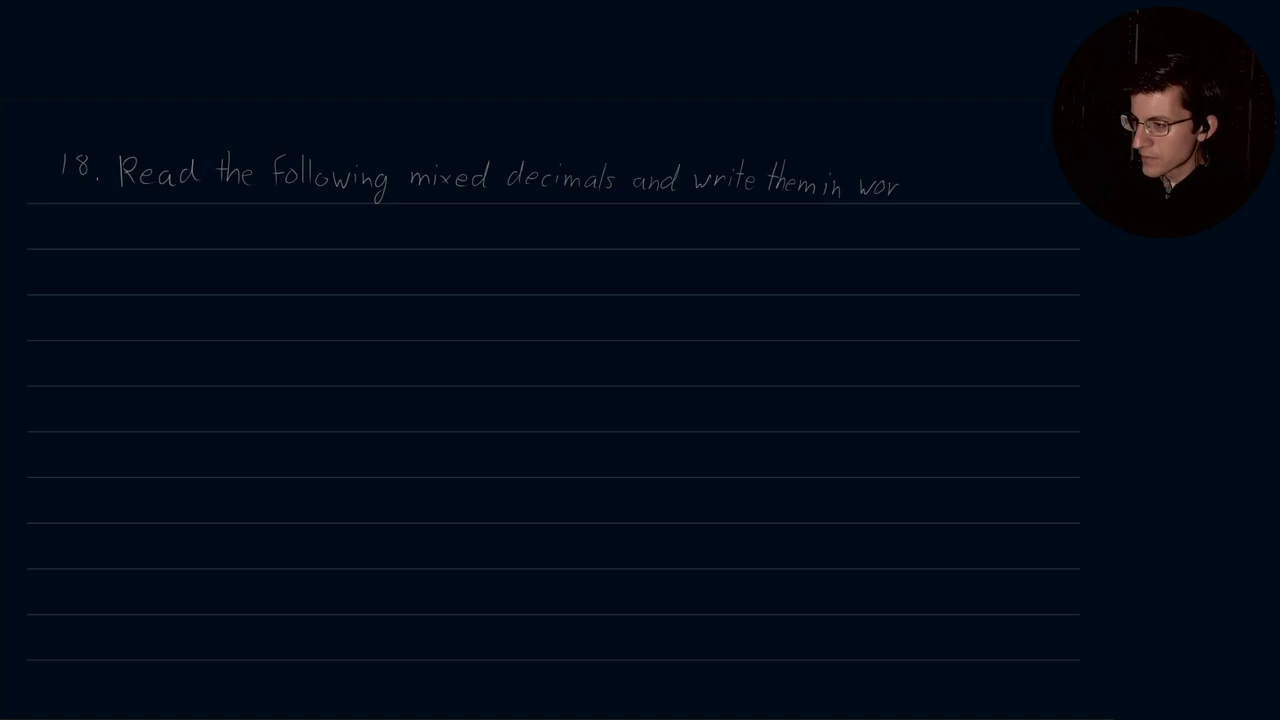 18. Read the following mixed decimals and write them in wor